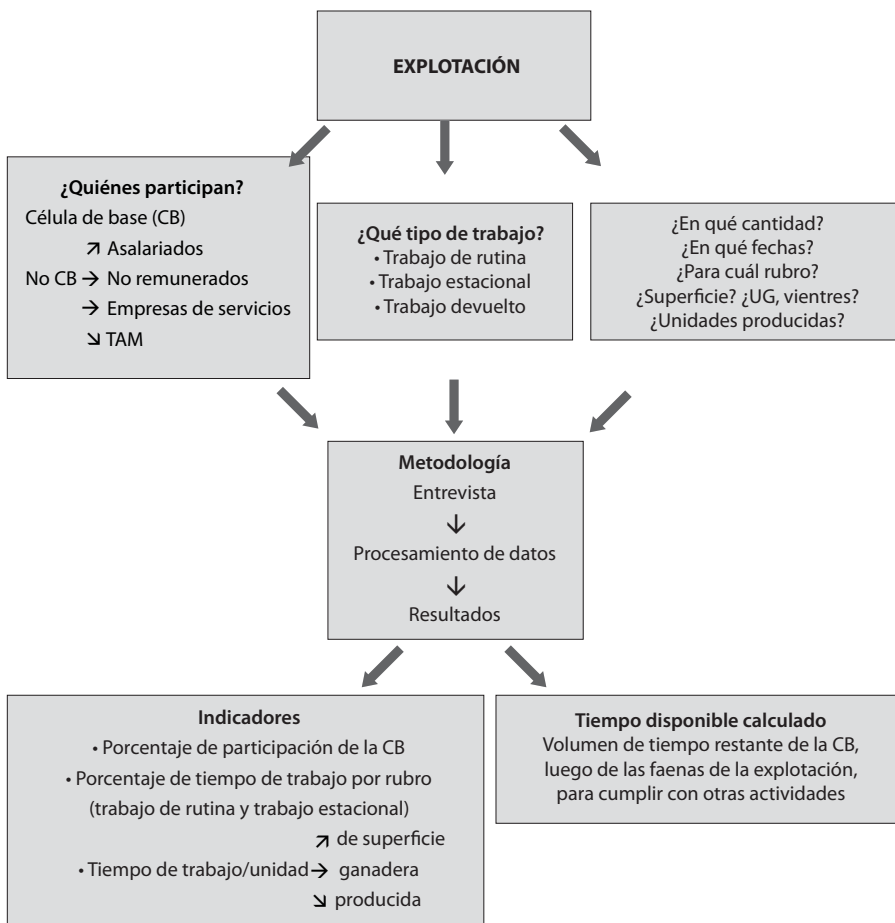 EXPLOTACIÓN
¿Quiénes participan?
Célula de base (CB)
↗ Asalariados
No CB → No remunerados
→ Empresas de servicios
↘ TAM
¿Qué tipo de trabajo?
• Trabajo de rutina
• Trabajo estacional
• Trabajo devuelto
¿En qué cantidad?
¿En qué fechas?
¿Para cuál rubro?
¿Superficie? ¿UG, vientres?
¿Unidades producidas?
Metodología
Entrevista
↓
Procesamiento de datos
↓
Resultados
Indicadores
• Porcentaje de participación de la CB
• Porcentaje de tiempo de trabajo por rubro
(trabajo de rutina y trabajo estacional)
↗ de superficie
• Tiempo de trabajo/unidad → ganadera
↘ producida
Tiempo disponible calculado
Volumen de tiempo restante de la CB,
luego de las faenas de la explotación,
para cumplir con otras actividades